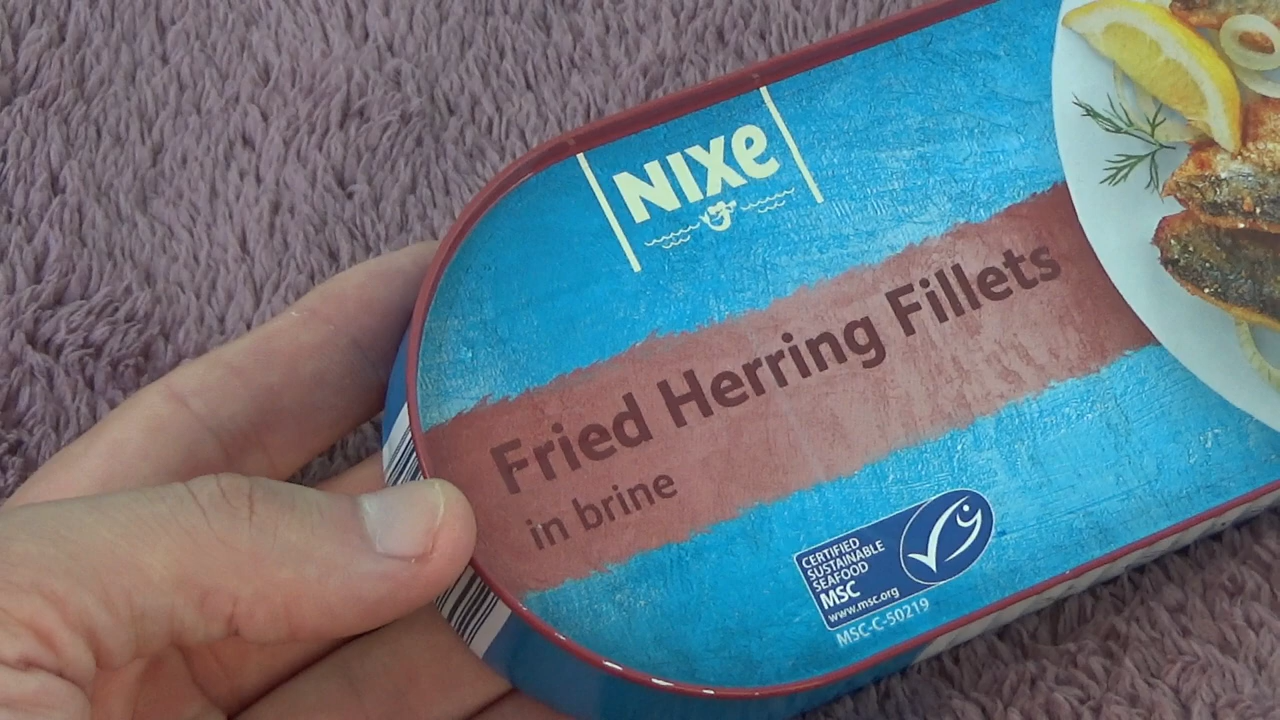 NIXe
Fried Herring Fillets
in brine
CERTIFIED
SUSTAINABLE
SEAFOOD
MSC
www.msc.org
MSC-C-50219